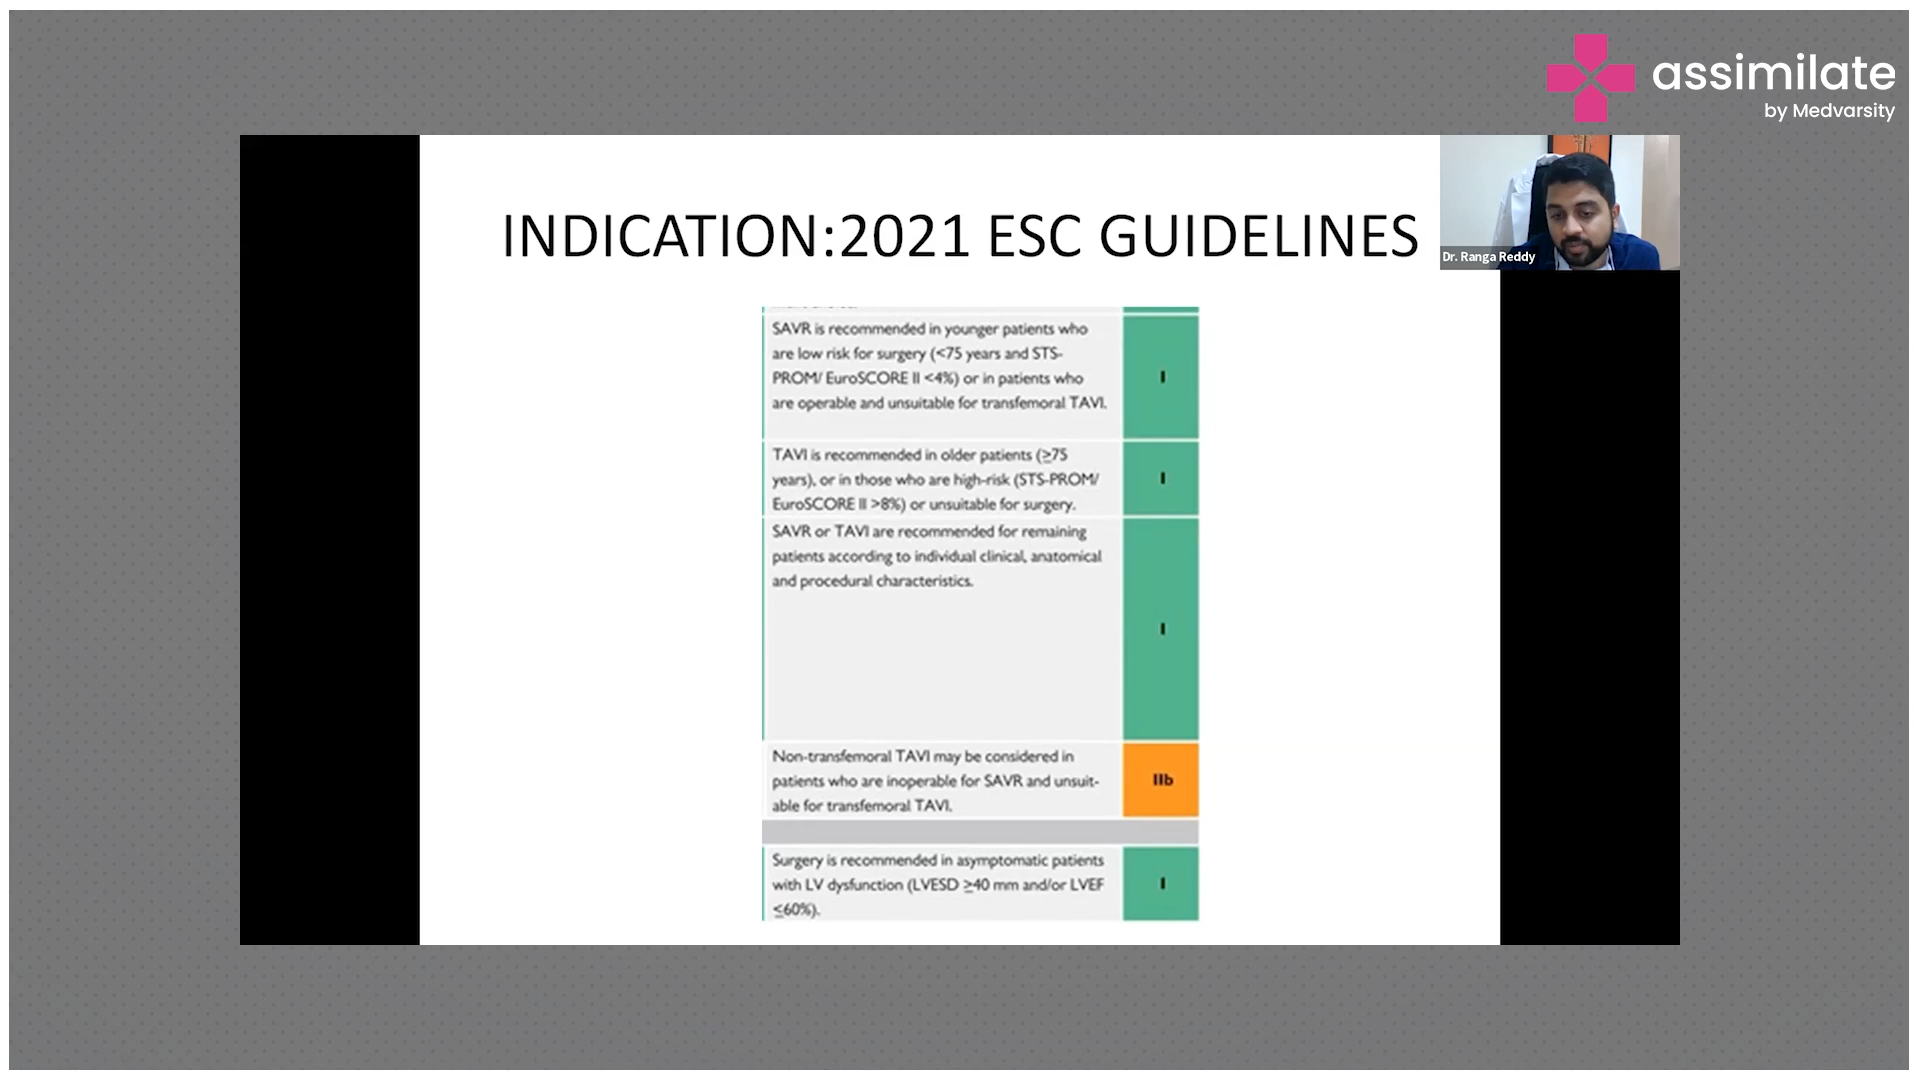 assimilate
by Medvarsity
INDICATION:2021 ESC GUIDELINES
Dr. Ranga Reddy
SAVR is recommended in younger patients who
are low risk for surgery (<75 years and STS-
PROM/ EuroSCORE II <4%) or in patients who
are operable and unsuitable for transfemoral TAVI.
I
TAVI is recommended in older patients (≥75
years), or in those who are high-risk (STS-PROM/
EuroSCORE II >8%) or unsuitable for surgery.
I
SAVR or TAVI are recommended for remaining
patients according to individual clinical, anatomical
and procedural characteristics.
I
Non-transfemoral TAVI may be considered in
patients who are inoperable for SAVR and unsuit-
able for transfemoral TAVI.
IIb
Surgery is recommended in asymptomatic patients
with LV dysfunction (LVESD ≥40 mm and/or LVEF
≤60%).
I